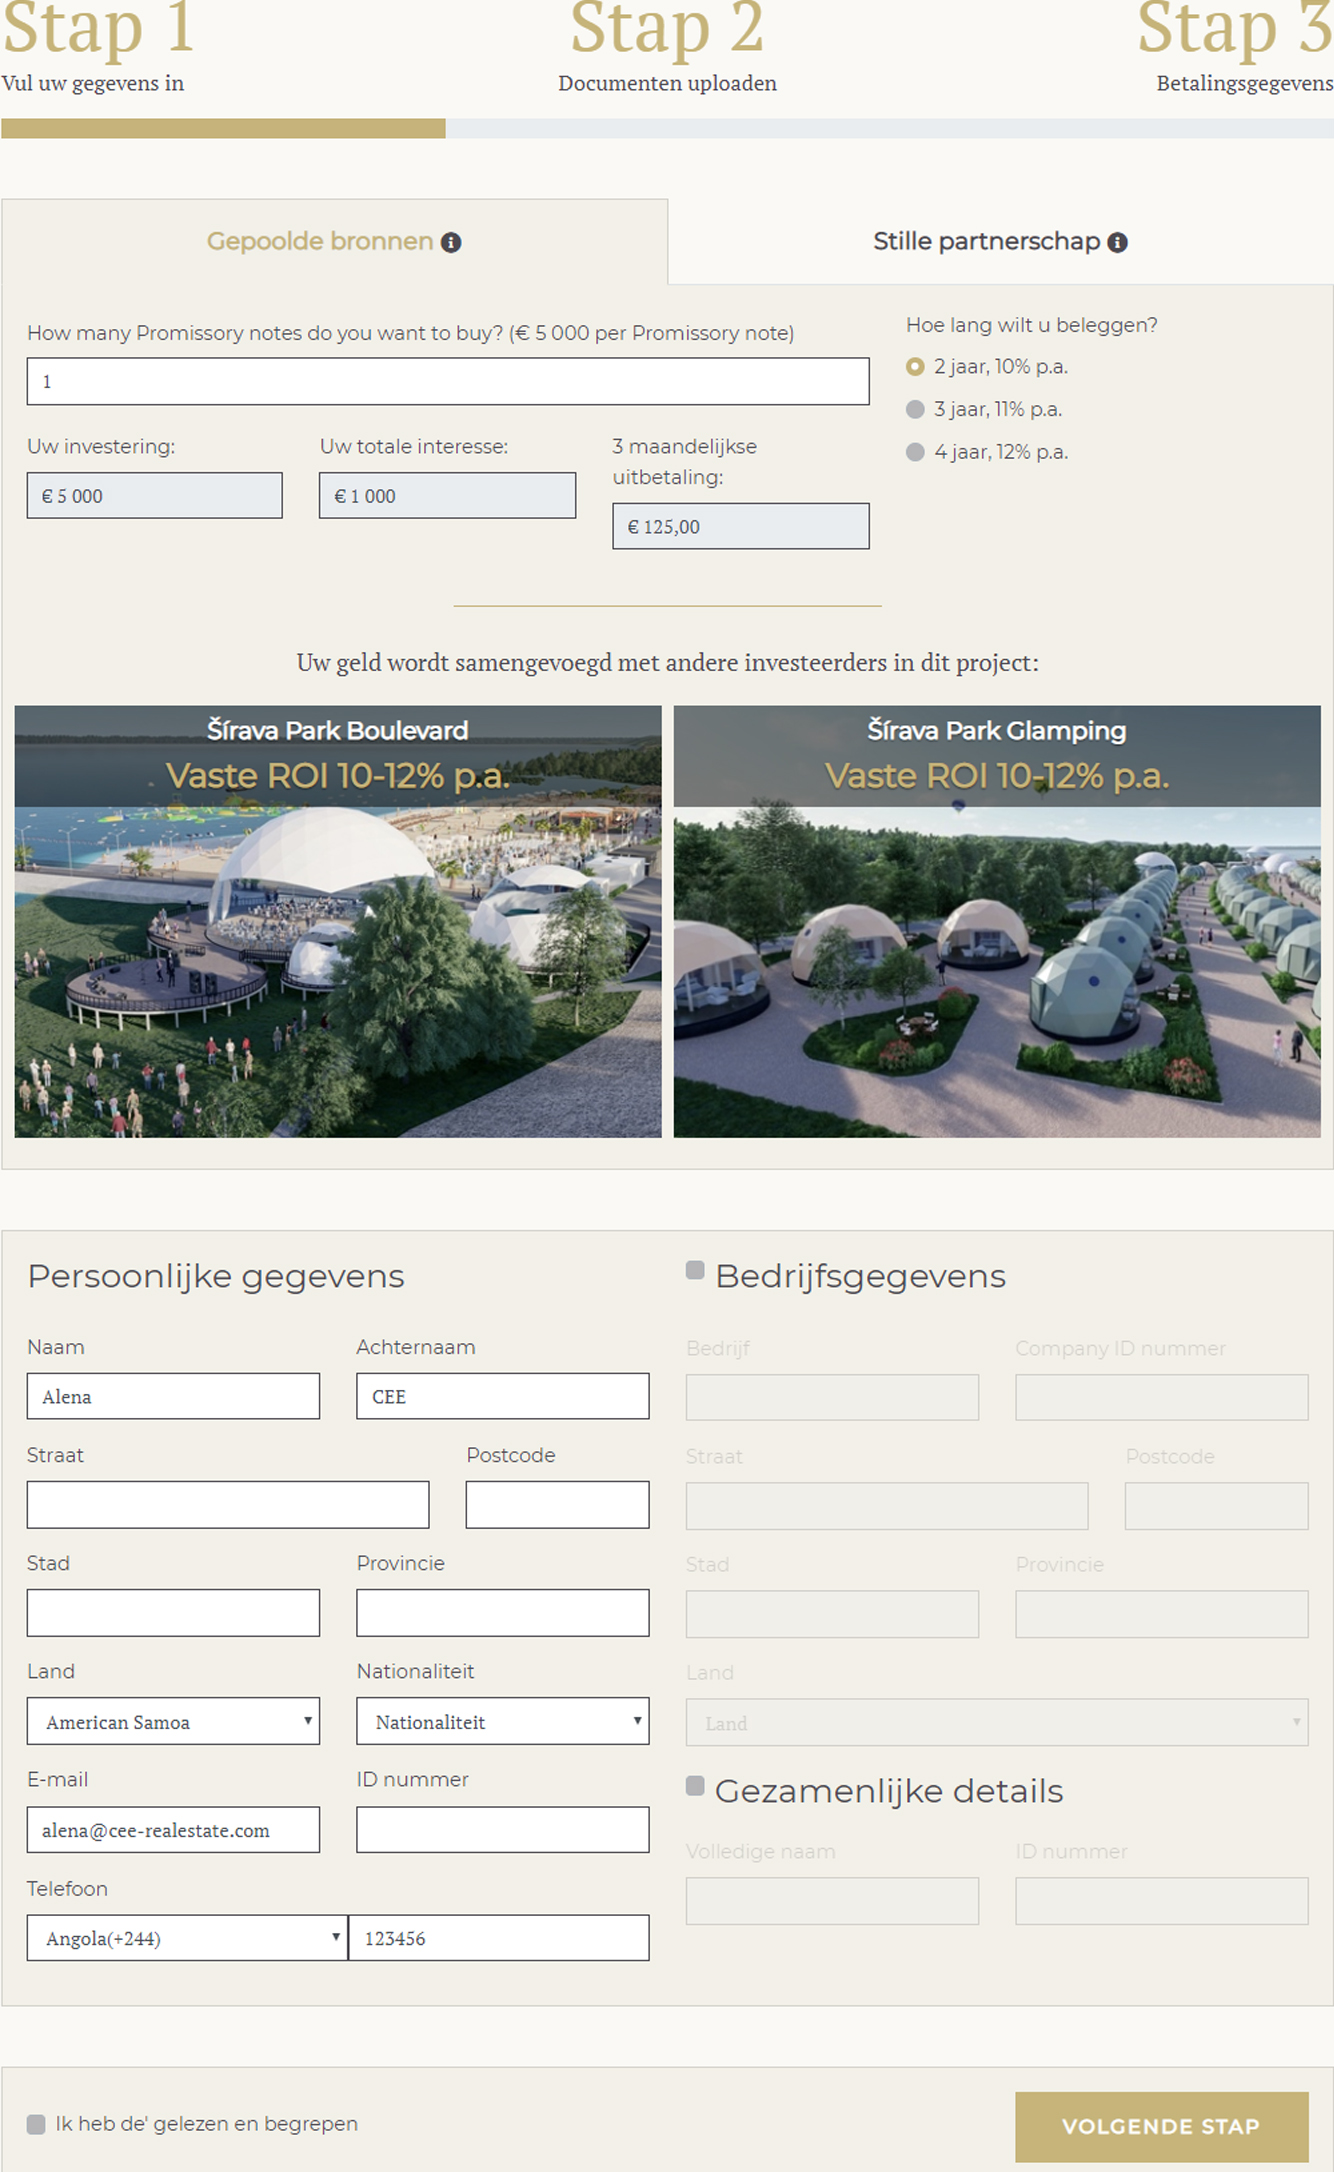 Stap 1
Stap 2
Stap 3
Vul uw gegevens in
Documenten uploaden
Betalingsgegevens
Gepoolde bronnen
Stille partnerschap
How many Promissory notes do you want to buy? (€ 5 000 per Promissory note)
1
Hoe lang wilt u beleggen?
2 jaar, 10% p.a.
3 jaar, 11% p.a.
4 jaar, 12% p.a.
Uw investering:
€ 5 000
Uw totale interesse:
€ 1 000
3 maandelijkse
uitbetaling:
€ 125,00
Uw geld wordt samengevoegd met andere investeerders in dit project:
Šírava Park Boulevard
Vaste ROI 10-12% p.a.
Šírava Park Glamping
Vaste ROI 10-12% p.a.
Persoonlijke gegevens
Naam
Achternaam
Alena
CEE
Straat
Postcode
Stad
Provincie
Land
Nationaliteit
American Samoa
Nationaliteit
E-mail
ID nummer
alena@cee-realestate.com
Telefoon
Angola(+244)
123456
Bedrijfsgegevens
Bedrijf
Company ID nummer
Straat
Postcode
Stad
Provincie
Land
Land
Gezamenlijke details
Volledige naam
ID nummer
Ik heb de' gelezen en begrepen
VOLGENDE STAP